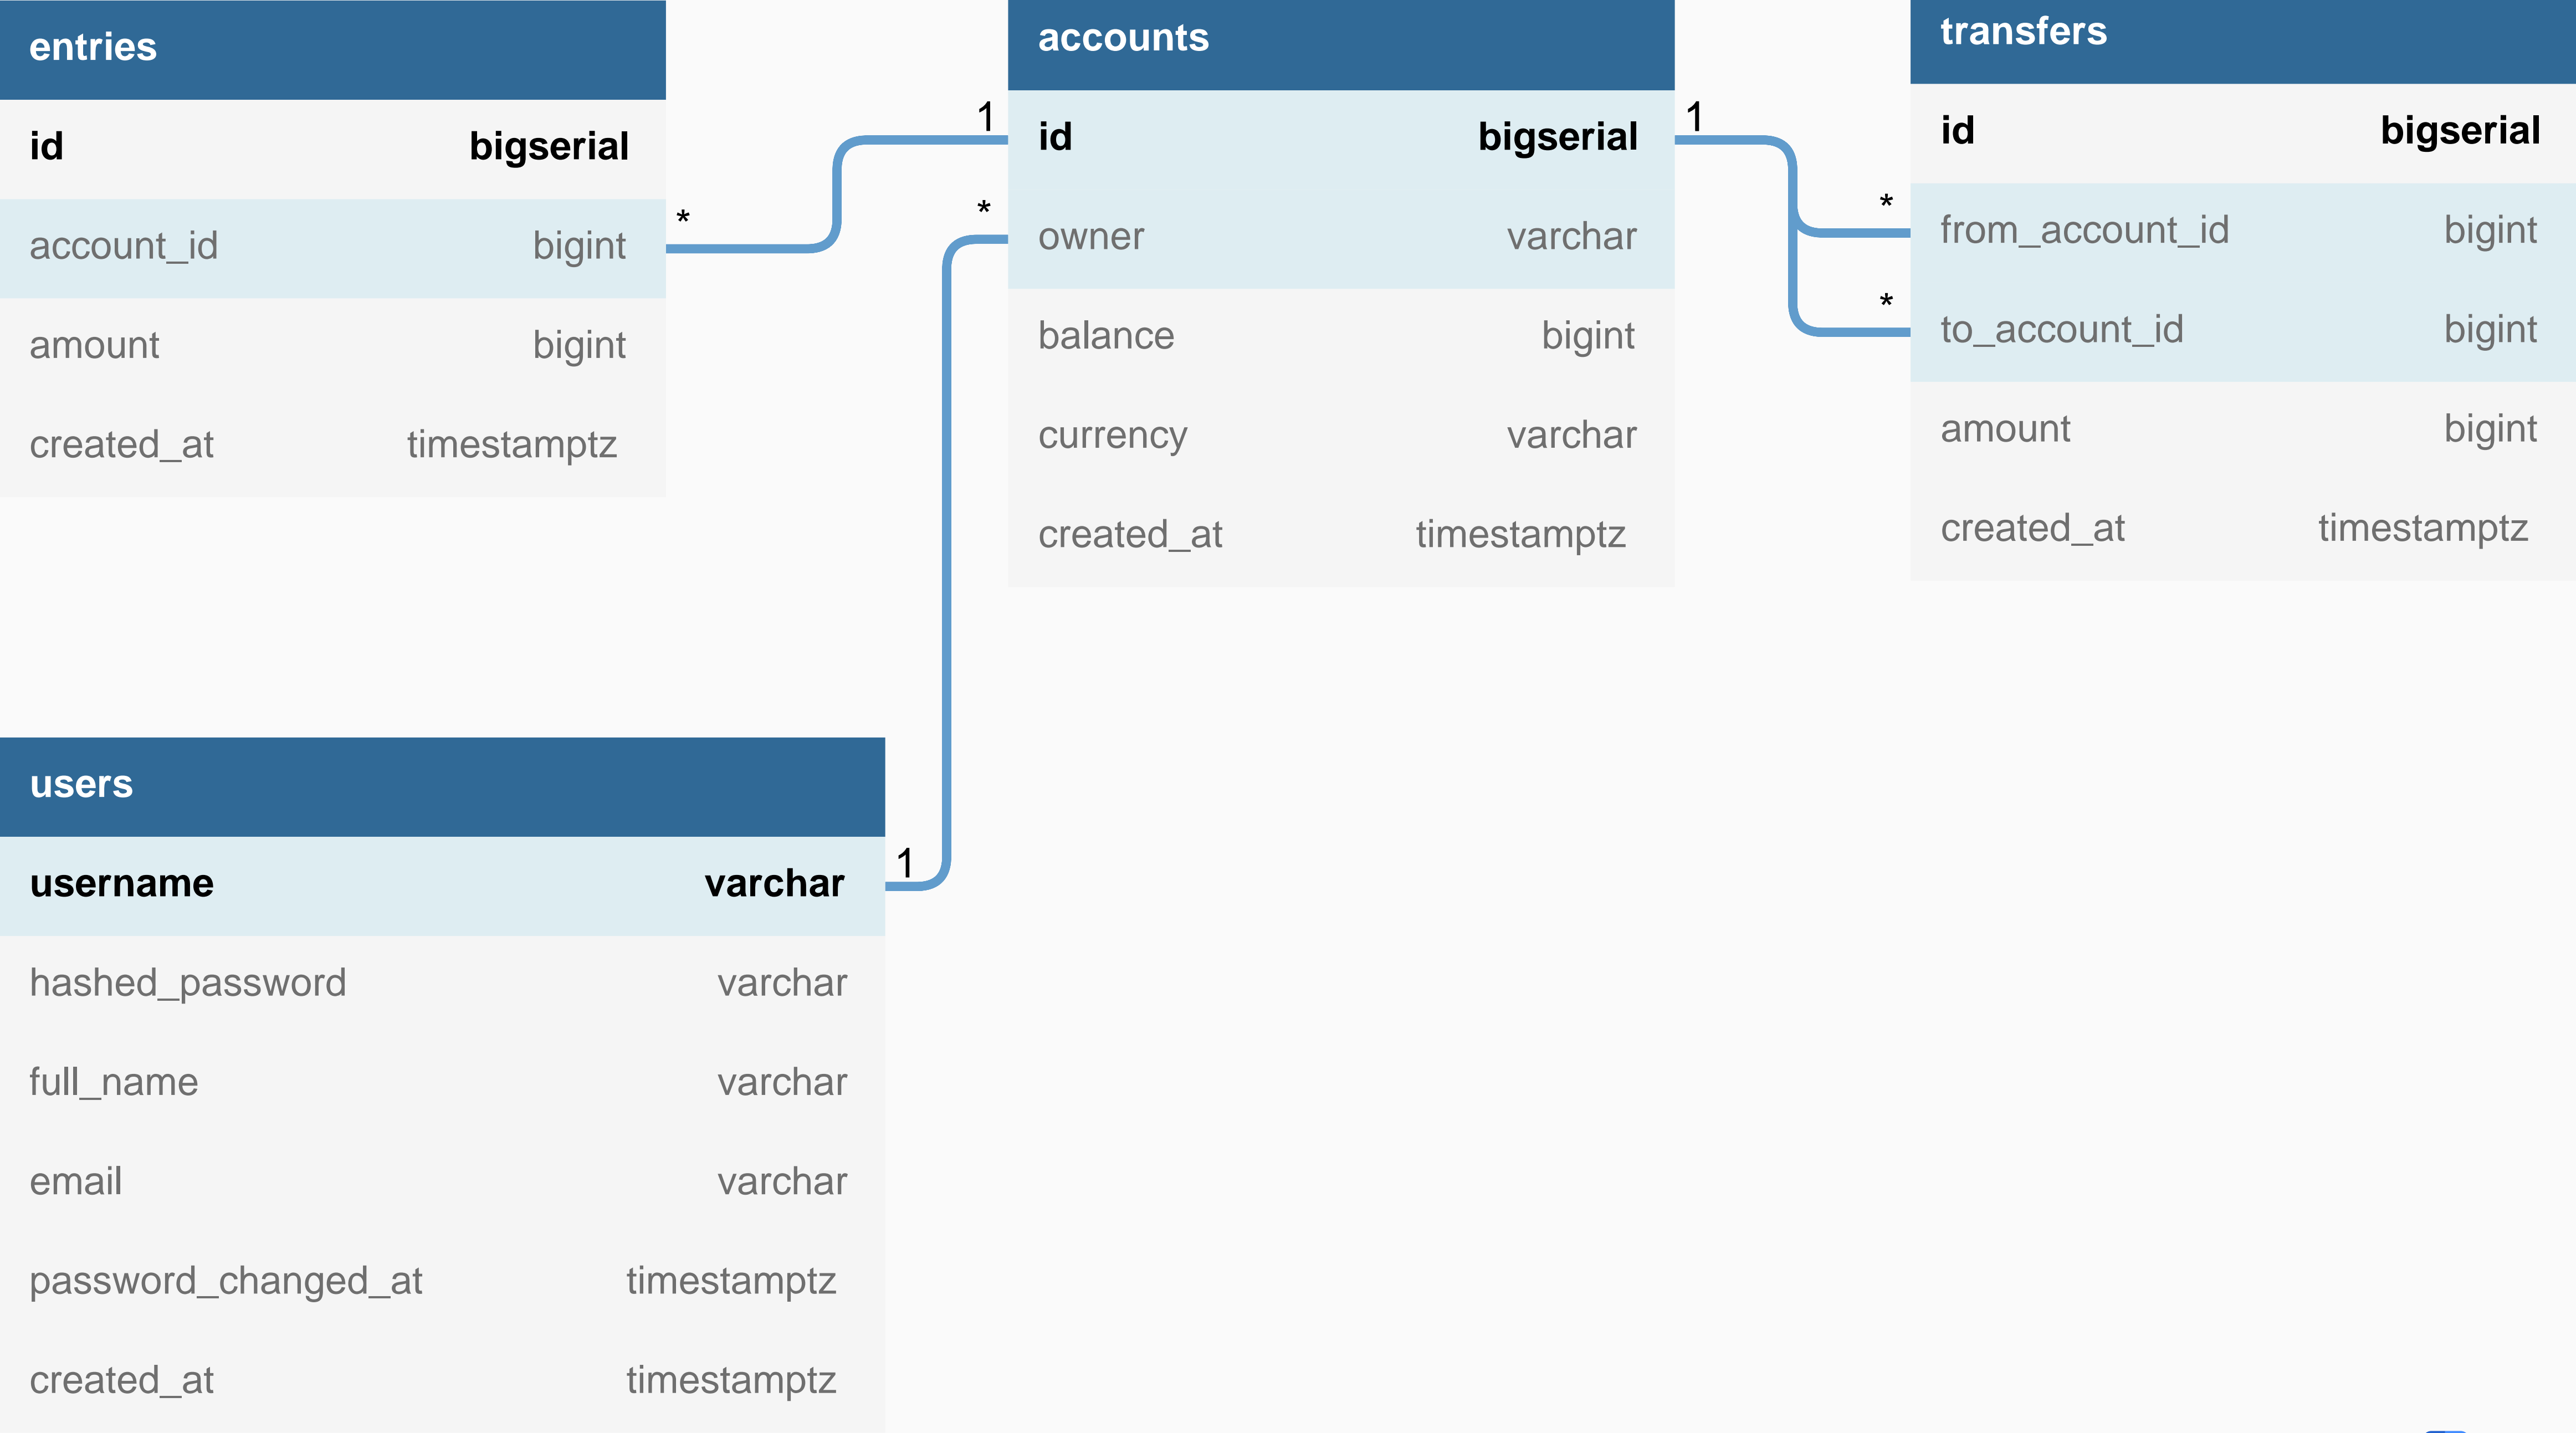 entries
id bigserial
account_id bigint
amount bigint
created_at timestamptz
1
*
*
accounts
id bigserial
owner varchar
balance bigint
currency varchar
created_at timestamptz
1
*
*
transfers
id bigserial
from_account_id bigint
to_account_id bigint
amount bigint
created_at timestamptz
users
username varchar
hashed_password varchar
full_name varchar
email varchar
password_changed_at timestamptz
created_at timestamptz
1